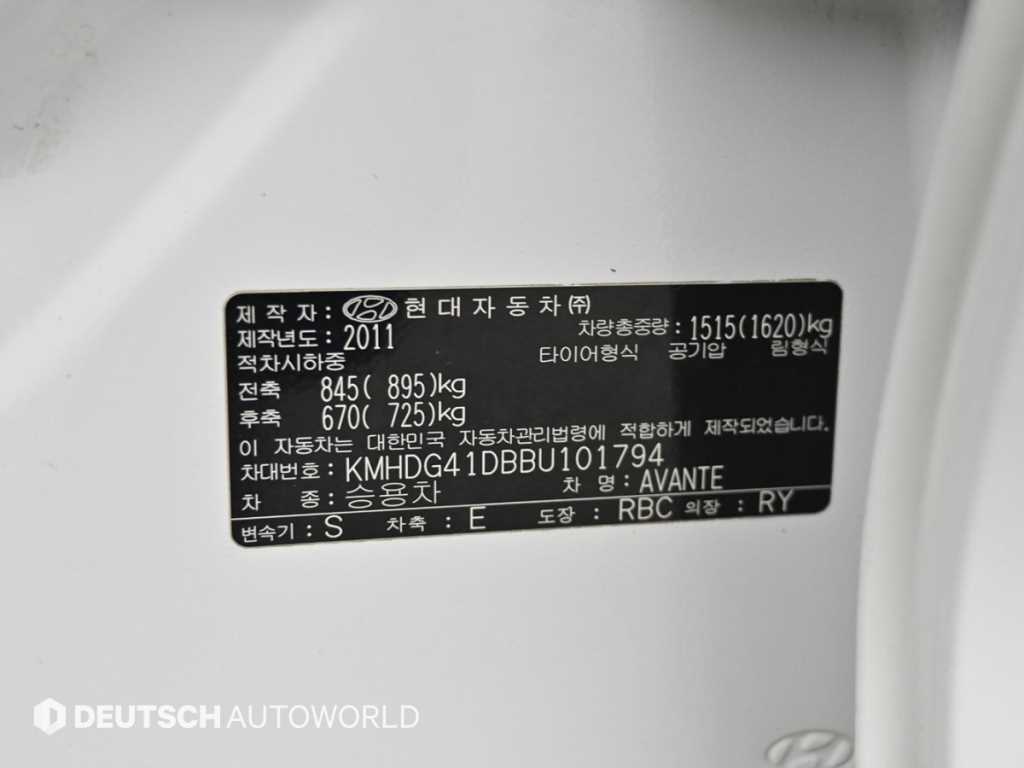 제작자: 현대자동차㈜
제작년도: 2011 차량총중량: 1515(1620)kg
적차시하중 타이어형식 공기압 림형식
전축 845( 895)kg
후축 670( 725)kg
이 자동차는 대한민국 자동차관리법령에 적합하게 제작되었습니다.
차대번호: KMHDG41DBBU101794
차 종: 승용차 차 명: AVANTE
변속기: S 차축: E 도장: RBC 의장: RY
DEUTSCH AUTOWORLD